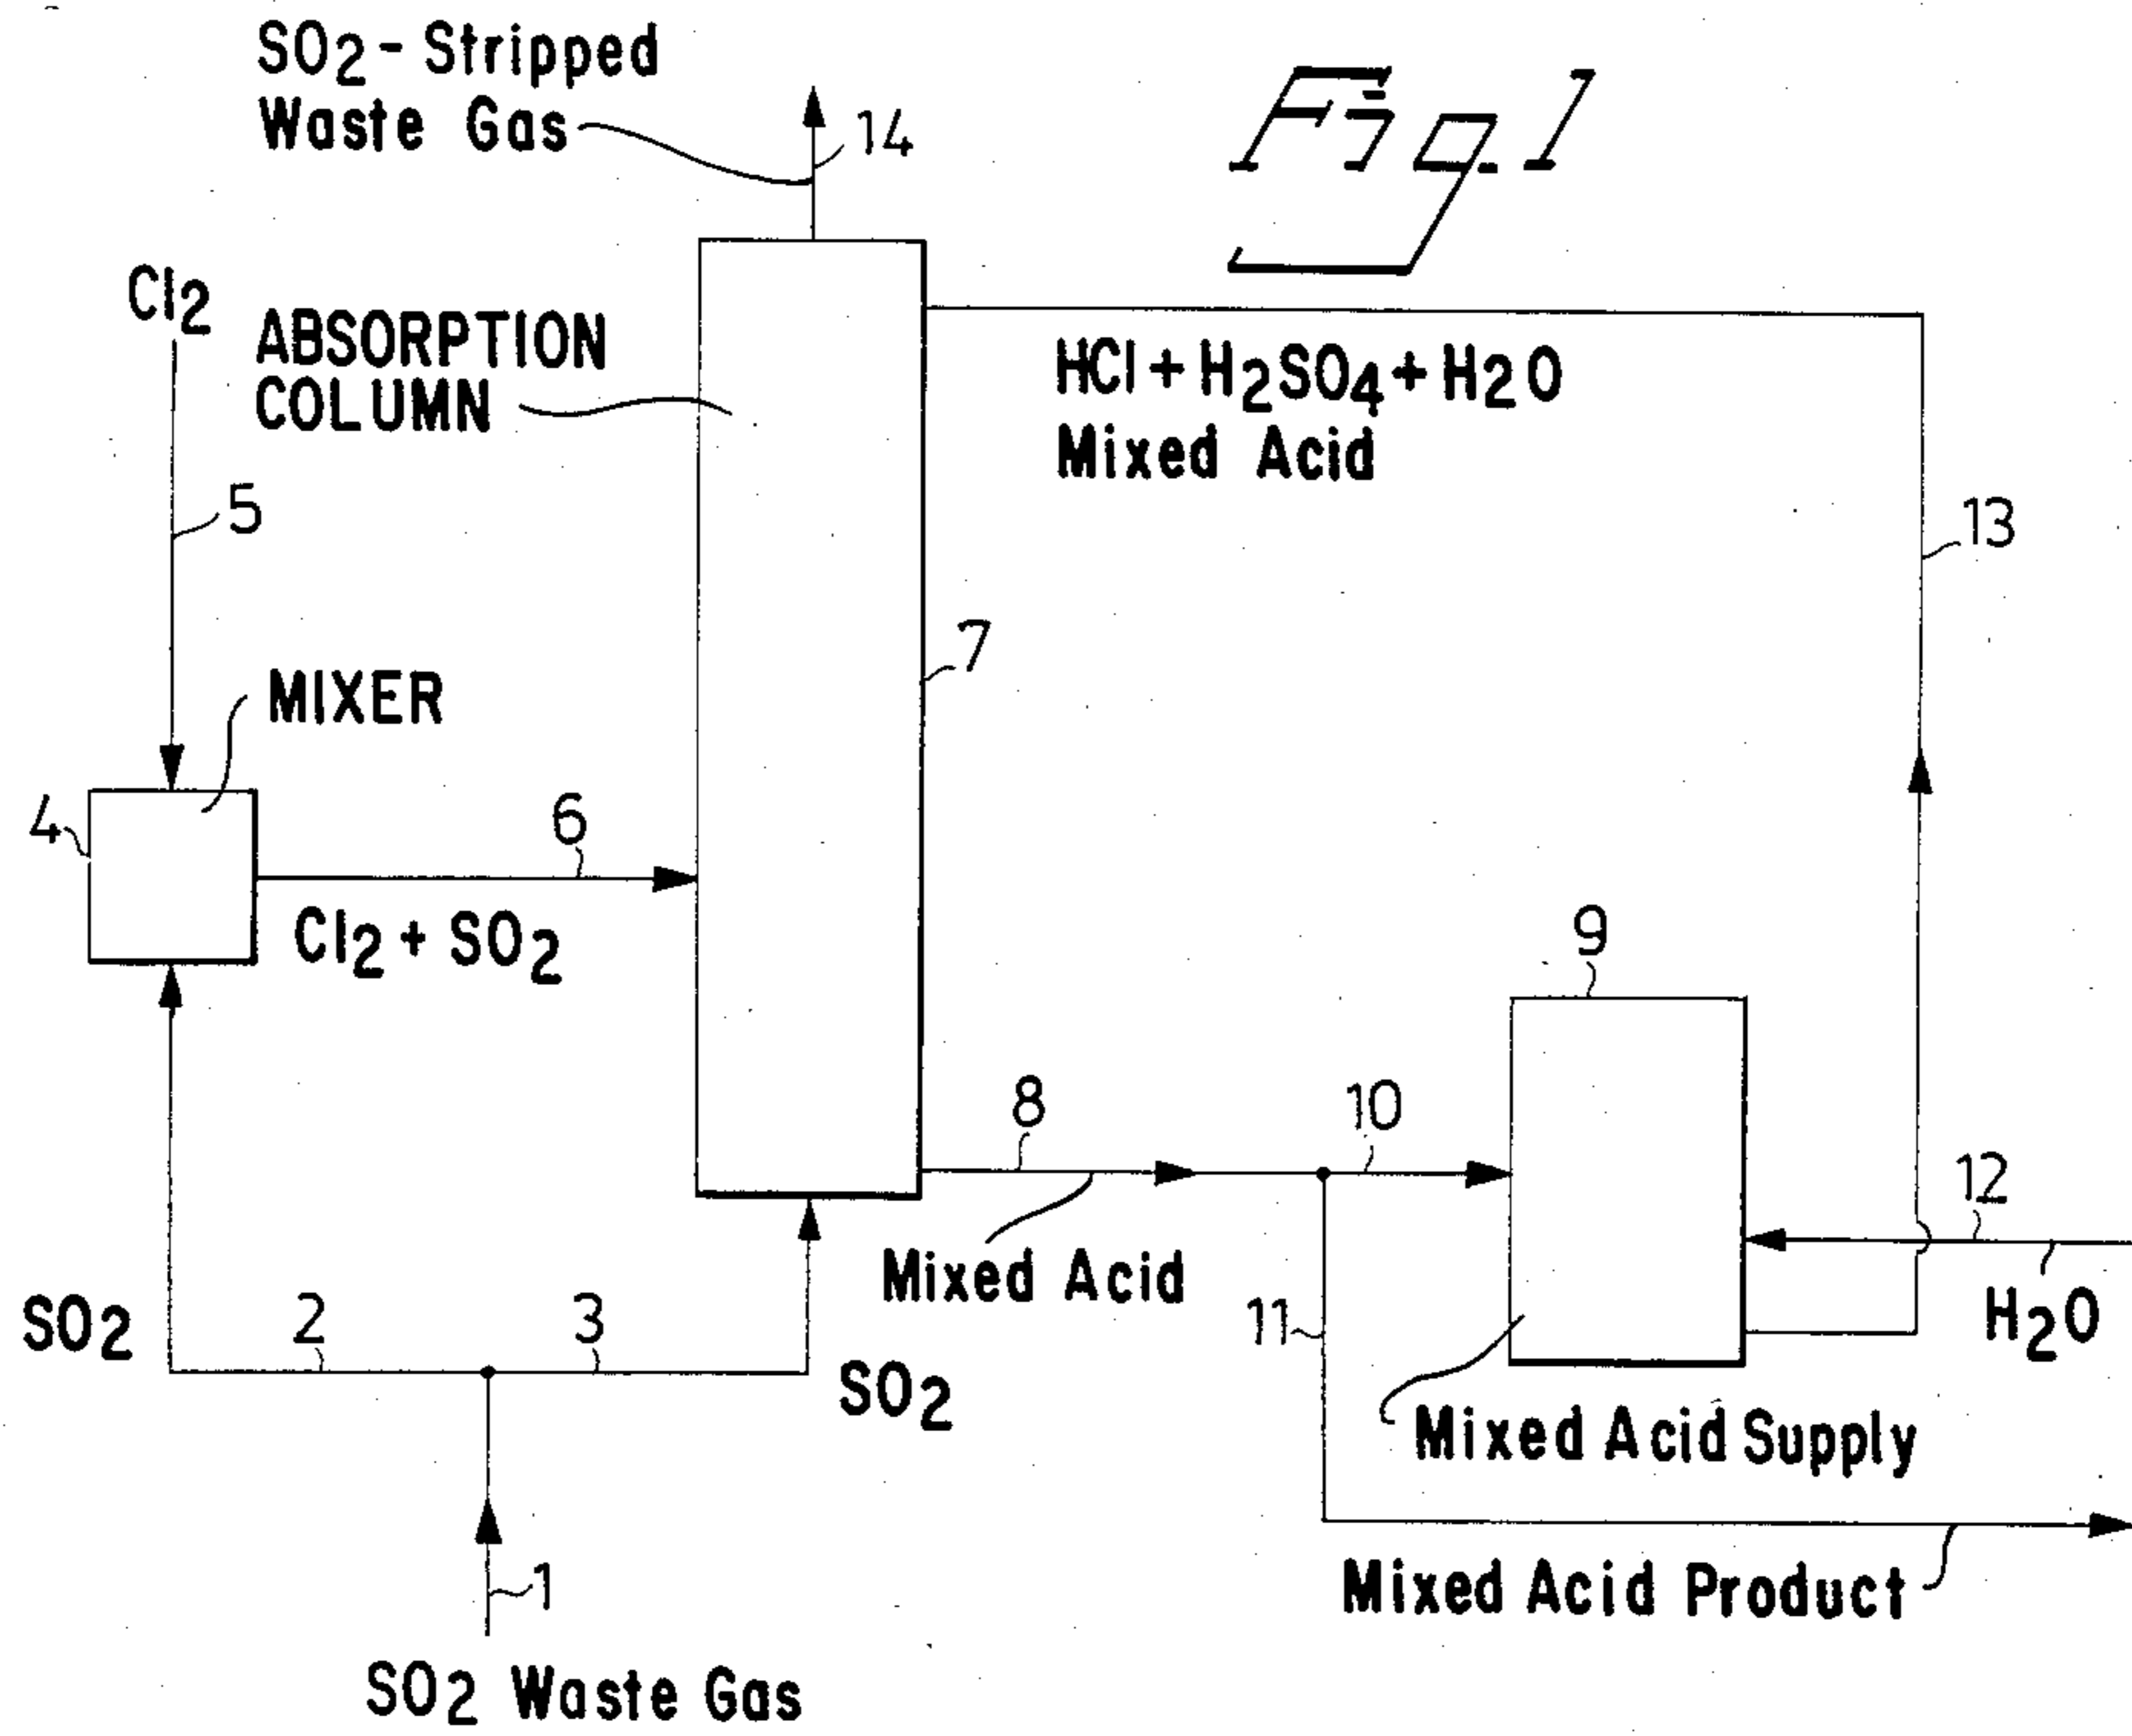 SO2-Stripped
Waste Gas
14
Fig. 1
Cl2
ABSORPTION
COLUMN
HCl+H2SO4+H2O
Mixed Acid
5
13
7
MIXER
4
6
Cl2+SO2
9
8
10
12
Mixed Acid
H2O
11
SO2
2
3
SO2
Mixed Acid Supply
1
Mixed Acid Product
SO2 Waste Gas